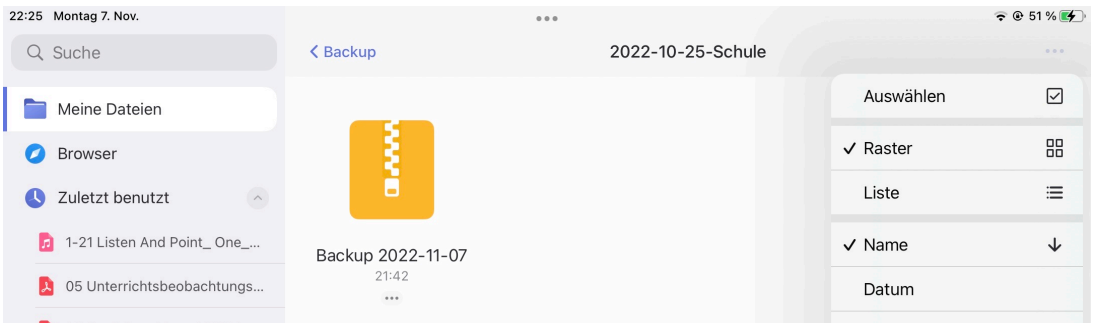 22:25 Montag 7. Nov.
51 %
Suche
Meine Dateien
Browser
Zuletzt benutzt
1-21 Listen And Point_ One_...
05 Unterrichtsbeobachtungs...
Backup
2022-10-25-Schule
Backup 2022-11-07
21:42
Auswählen
Raster
Liste
Name
Datum